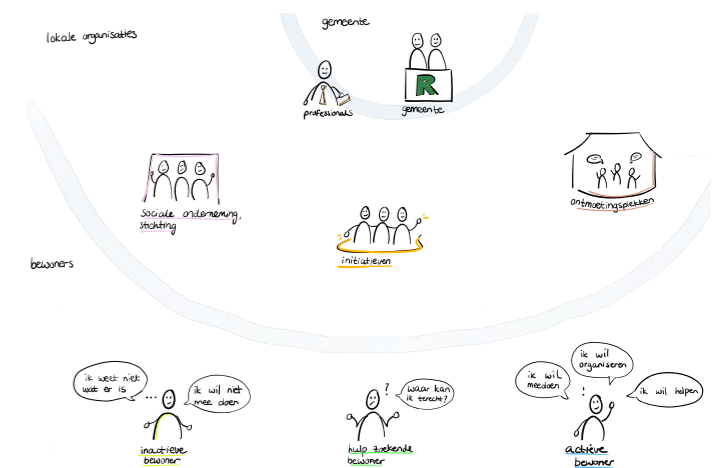 gemeente
lokale organisaties
R
professionals
gemeente
sociale onderneming,
stichting
initiatieven
ontmoetingsplekken
bewoners
ik weet niet
wat er is
...
ik wil niet
mee doen
inactieve
bewoner
?
waar kan
ik terecht?
hulp zoekende
bewoner
ik wil
meedoen
ik wil
organiseren
!
ik wil helpen
actieve
bewoner